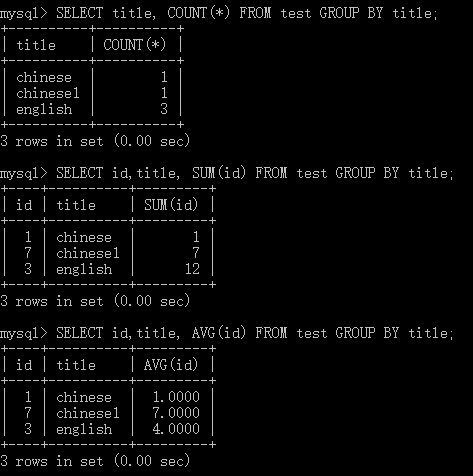 mysql> SELECT title, COUNT(*) FROM test GROUP BY title;
+----------+----------+
| title    | COUNT(*) |
+----------+----------+
| chinese  |        1 |
| chinese1 |        1 |
| english  |        3 |
+----------+----------+
3 rows in set (0.00 sec)
mysql> SELECT id,title, SUM(id) FROM test GROUP BY title;
+----+----------+---------+
| id | title    | SUM(id) |
+----+----------+---------+
|  1 | chinese  |       1 |
|  7 | chinese1 |       7 |
|  3 | english  |      12 |
+----+----------+---------+
3 rows in set (0.00 sec)
mysql> SELECT id,title, AVG(id) FROM test GROUP BY title;
+----+----------+---------+
| id | title    | AVG(id) |
+----+----------+---------+
|  1 | chinese  |  1.0000 |
|  7 | chinese1 |  7.0000 |
|  3 | english  |  4.0000 |
+----+----------+---------+
3 rows in set (0.00 sec)